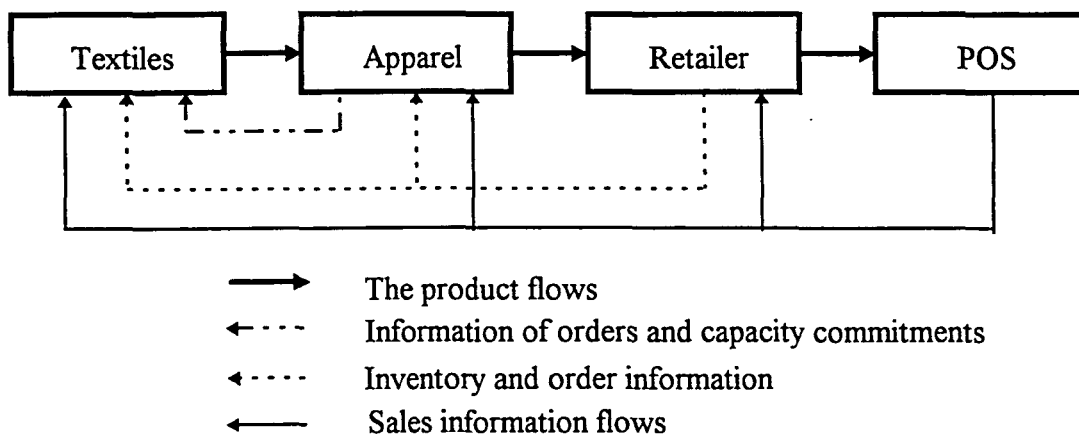 Textiles
Apparel
Retailer
POS
The product flows
Information of orders and capacity commitments
Inventory and order information
Sales information flows